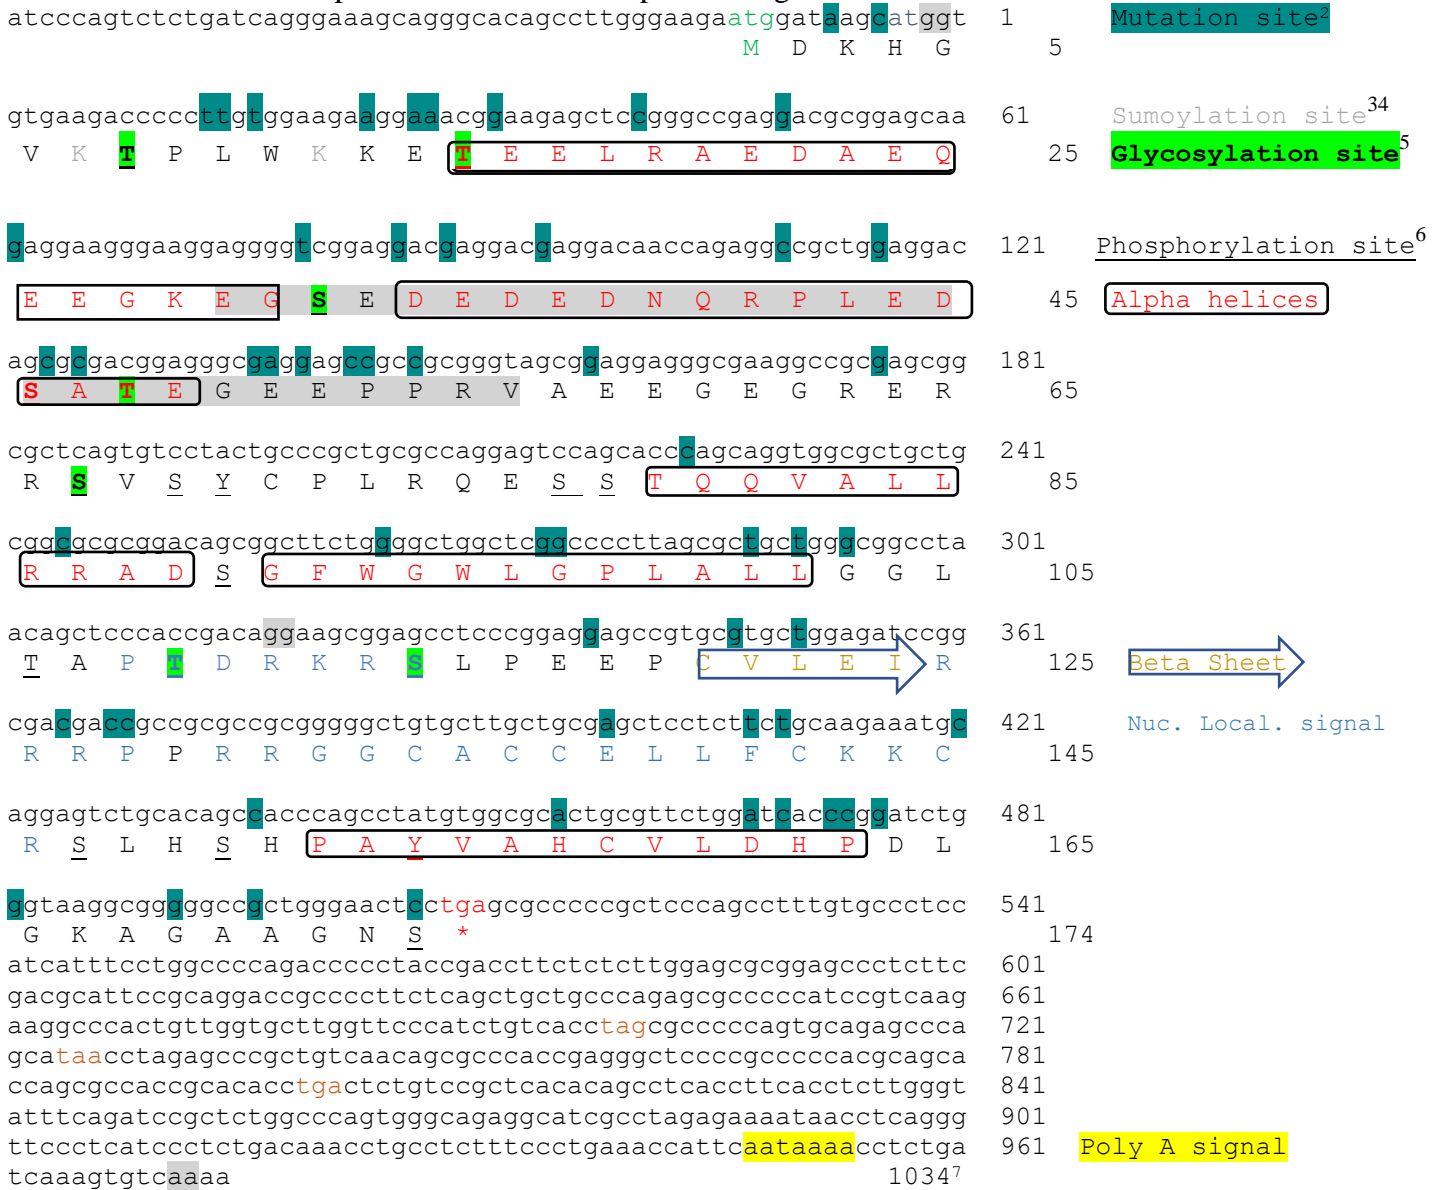 atcccagtctctgatcagggaaagcagggcacagccttgggaagaatggataagcatggt 1 Mutation site2
M D K H G 5
gtgaagacccccttgtggaagaaggaaacggaagagctccgggccgaggacgcggagcaa 61 Sumoylation site34
V K T P L W K K E T E E L R A E D A E Q 25 Glycosylation site5
gaggaagggaaggaggggtcggaggacgaggacgaggacaaccagaggccgctggaggac 121 Phosphorylation site6
E E G K E G S E D E D E D N Q R P L E D 45 Alpha helices
agcgcgacggagggcgaggagccgccgcgggtagcggaggagggcgaaggccgcgagcgg 181
S A T E G E E P P R V A E E G E G R E R 65
cgctcagtgtcctactgcccgctgcgccaggagtccagcacccagcaggtggcgctgctg 241
R S V S Y C P L R Q E S S T Q Q V A L L 85
cggcgcgcggacagcggcttctgggggctggctcggccccttagcgctgctgggcggccta 301
R R A D S G F W G W L G P L A L L G G L 105
acagctcccaccgacaggaagcggagcctcccggaggagccgtgcgtgctggagatccgg 361
T A P T D R K R S L P E E P C V L E I R 125 Beta Sheet
cgacgaccgccgcgccgcgggggctgtgcttgctgcgagctcctcttctgcaagaaatgc 421 Nuc. Local. signal
R R P P R R G G C A C C E L L F C K K C 145
aggagtctgcacagccacccagcctatgtggcgcactgcgttctggatcacccggatctg 481
R S L H S H P A Y V A H C V L D H P D L 165
ggtaaggcgggggccgctgggaactcctgagcgcccccgctcccagcctttgtgccctcc 541
G K A G A A G N S * 174
atcatttcctggccccagaccccctaccgaccttctctcttggagcgcggagccctcttc 601
gacgcattccgcaggaccgccccttctcagctgctgcccagagcgcccccatccgtcaag 661
aaggcccactgttggtgcttggttcccatctgtcacctagcgcccccagtgcagagccca 721
gcataacctagagcccgctgtcaacagcgcccaccgagggctccccgcccccacgcagca 781
ccagcgccaccgcacacctgactctgtccgctcacacagcctcaccttcacctcttgggt 841
atttcagatccgctctggcccagtgggcagaggcatcgcctagagaaaataacctcaggg 901
ttccctcatccctctgacaaacctgcctctttccctgaaaccattcaataaaacctctga 961 Poly A signal
tcaaagtgtcaaaa 10347